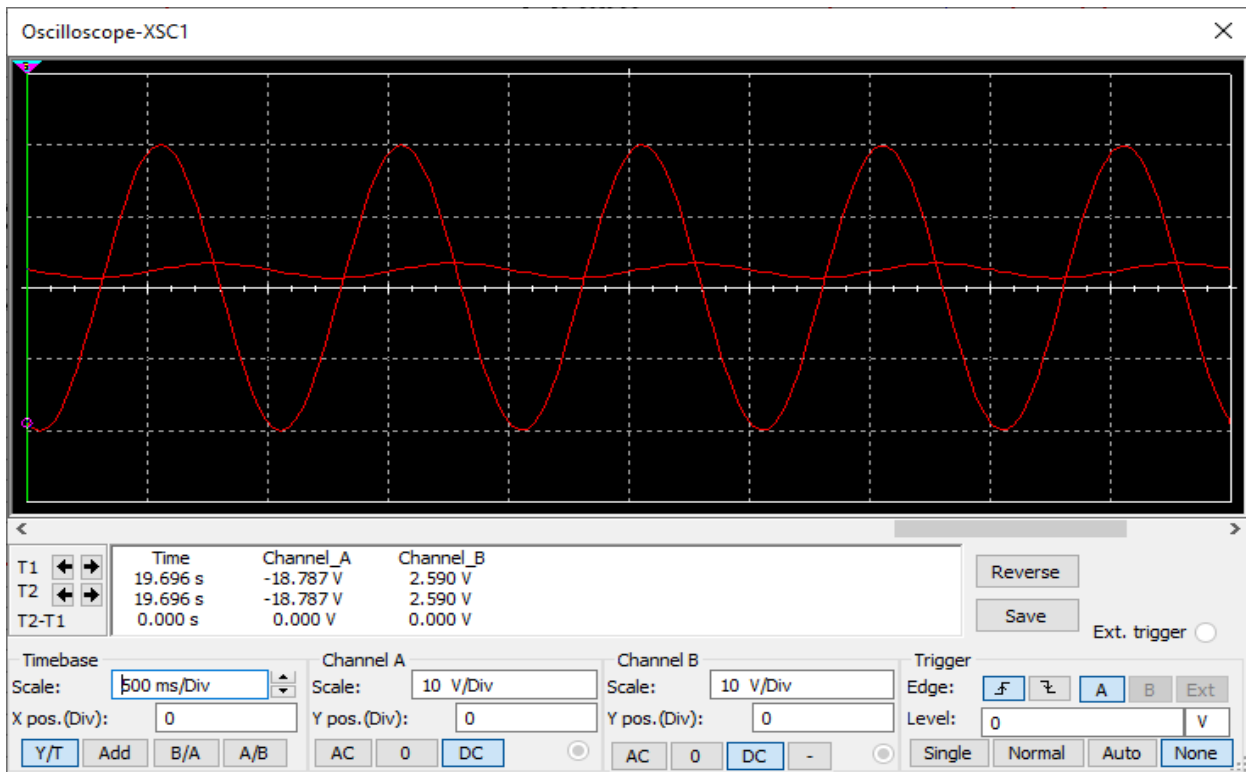 Oscilloscope-XSC1
Time Channel_A Channel_B
T1 19.696 s -18.787 V 2.590 V
T2 19.696 s -18.787 V 2.590 V
T2-T1 0.000 s 0.000 V 0.000 V
Reverse
Save
Ext. trigger
Timebase Channel A Channel B Trigger
Scale: 500 ms/Div Scale: 10 V/Div Scale: 10 V/Div Edge: A B Ext
X pos.(Div): 0 Y pos.(Div): 0 Y pos.(Div): 0 Level: 0 V
Y/T Add B/A A/B AC 0 DC AC 0 DC - Single Normal Auto None